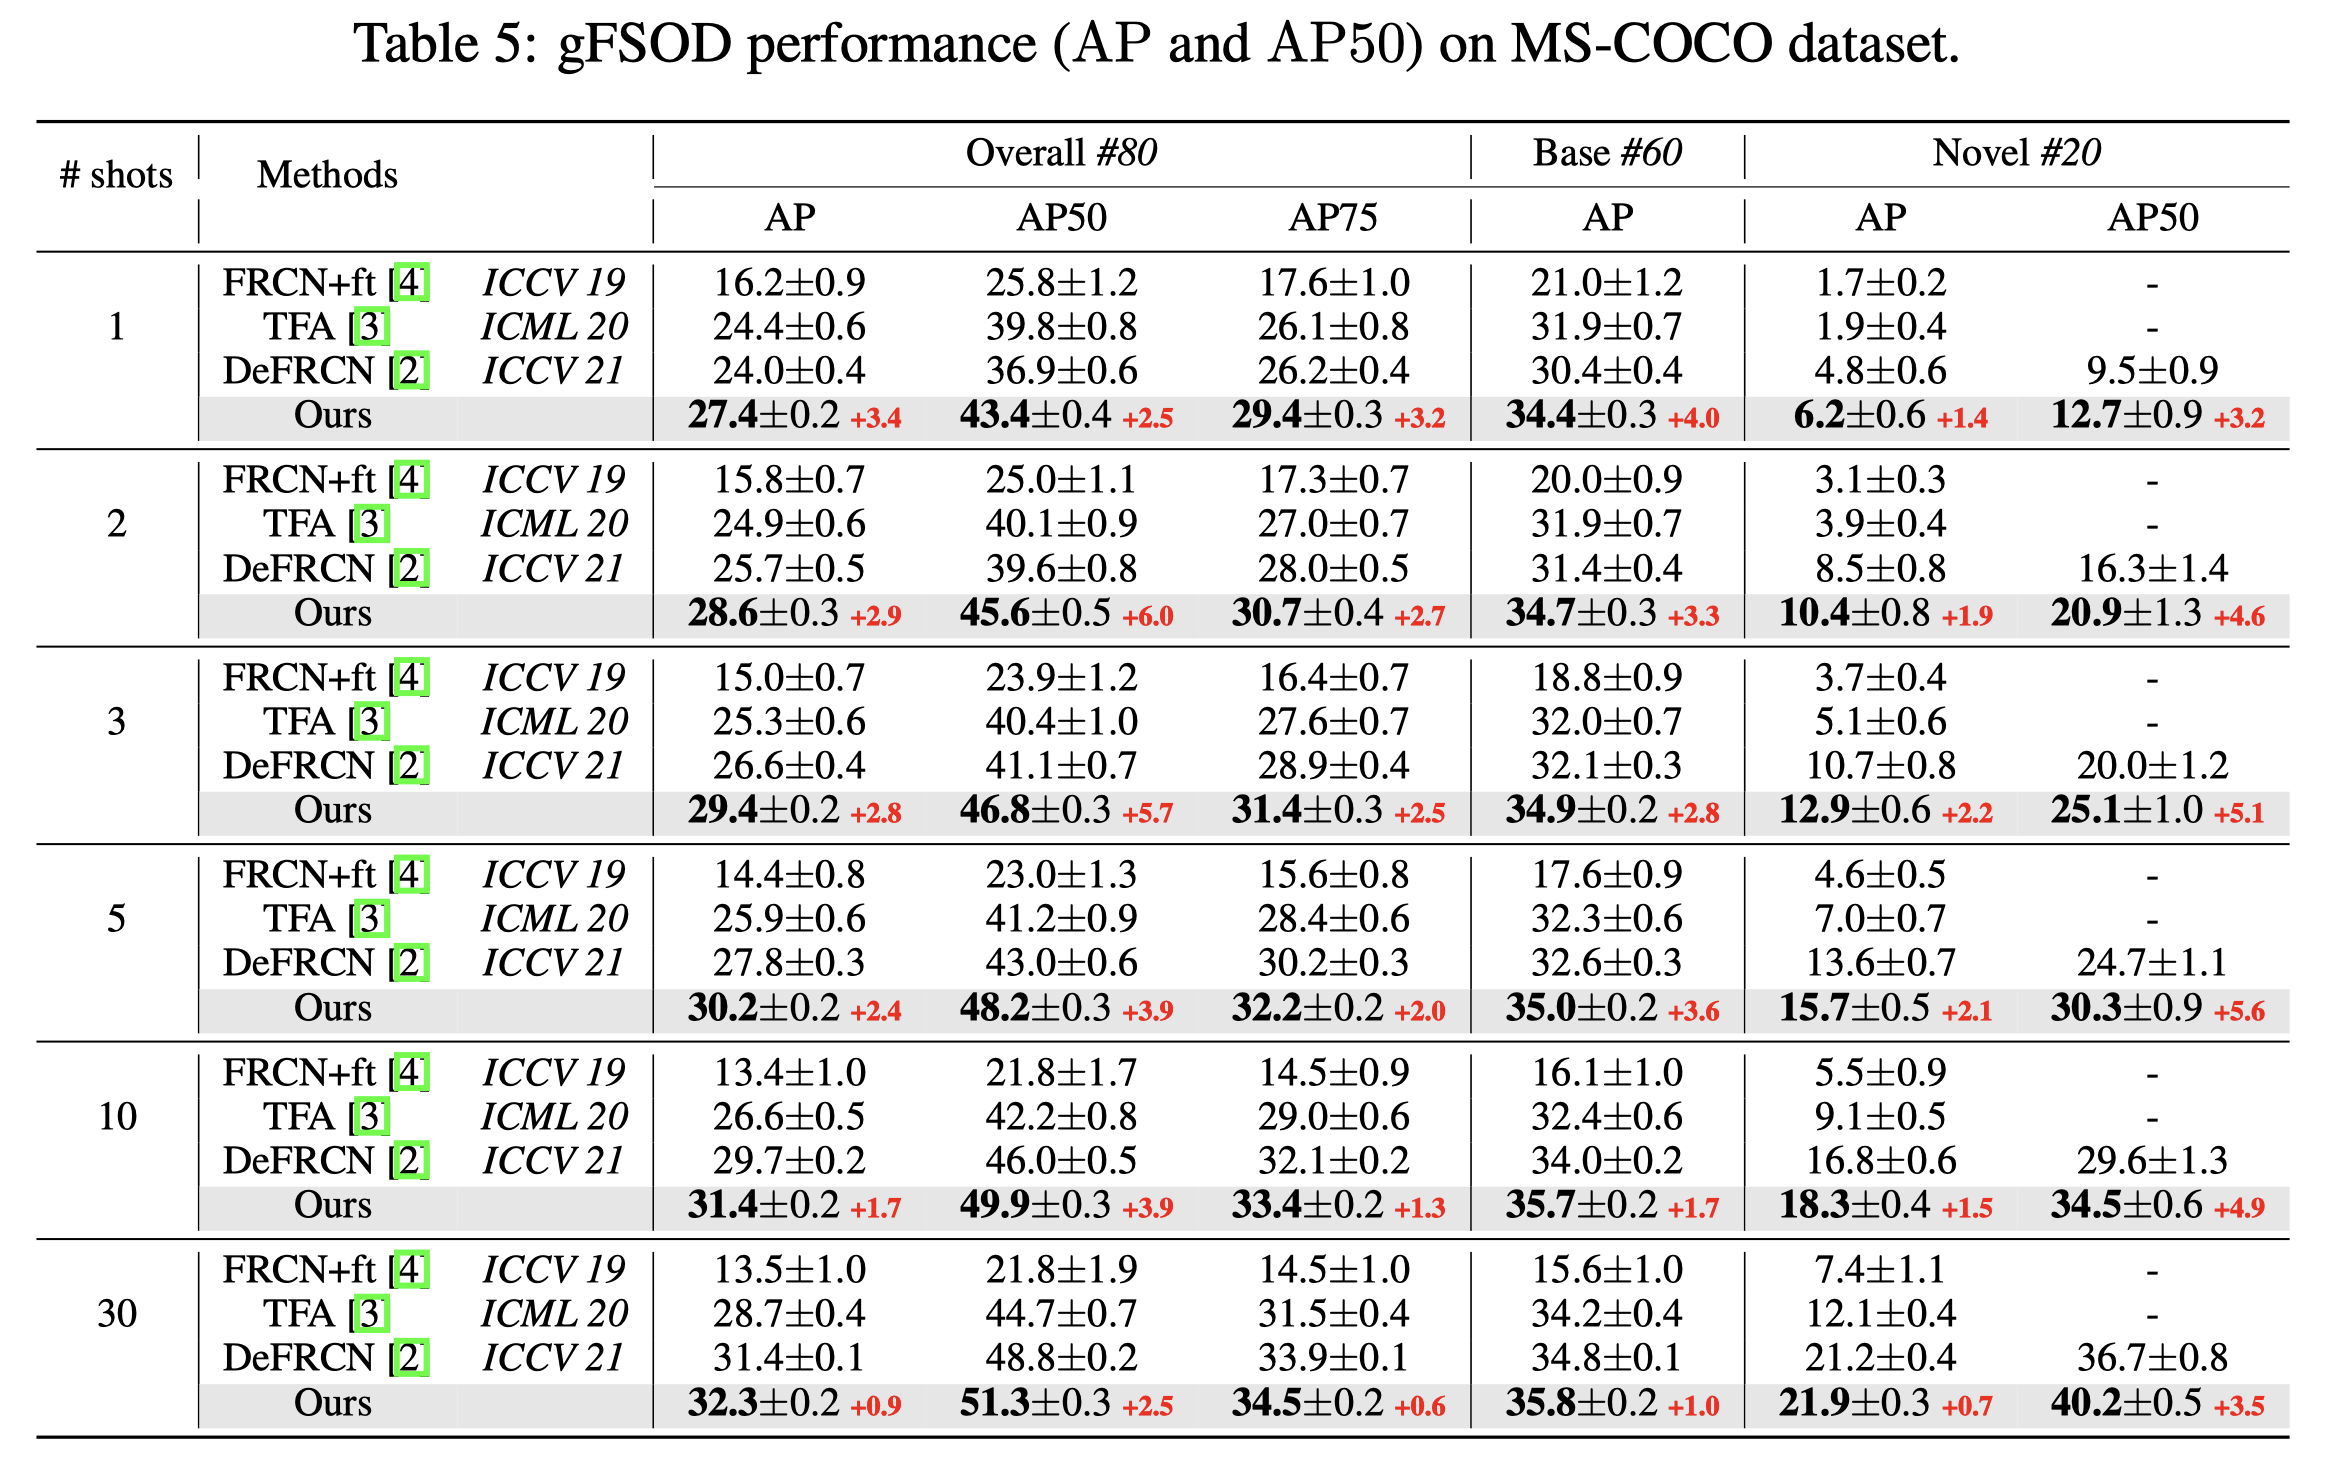 Table 5: gFSOD performance (AP and AP50) on MS-COCO dataset.
# shots Methods Overall #80 Base #60 Novel #20
AP AP50 AP75 AP AP AP50
FRCN+ft [4] ICCV 19 16.2±0.9 25.8±1.2 17.6±1.0 21.0±1.2 1.7±0.2 -
1 TFA [3] ICML 20 24.4±0.6 39.8±0.8 26.1±0.8 31.9±0.7 1.9±0.4 -
DeFRCN [2] ICCV 21 24.0±0.4 36.9±0.6 26.2±0.4 30.4±0.4 4.8±0.6 9.5±0.9
Ours 27.4±0.2 +3.4 43.4±0.4 +2.5 29.4±0.3 +3.2 34.4±0.3 +4.0 6.2±0.6 +1.4 12.7±0.9 +3.2
FRCN+ft [4] ICCV 19 15.8±0.7 25.0±1.1 17.3±0.7 20.0±0.9 3.1±0.3 -
2 TFA [3] ICML 20 24.9±0.6 40.1±0.9 27.0±0.7 31.9±0.7 3.9±0.4 -
DeFRCN [2] ICCV 21 25.7±0.5 39.6±0.8 28.0±0.5 31.4±0.4 8.5±0.8 16.3±1.4
Ours 28.6±0.3 +2.9 45.6±0.5 +6.0 30.7±0.4 +2.7 34.7±0.3 +3.3 10.4±0.8 +1.9 20.9±1.3 +4.6
FRCN+ft [4] ICCV 19 15.0±0.7 23.9±1.2 16.4±0.7 18.8±0.9 3.7±0.4 -
3 TFA [3] ICML 20 25.3±0.6 40.4±1.0 27.6±0.7 32.0±0.7 5.1±0.6 -
DeFRCN [2] ICCV 21 26.6±0.4 41.1±0.7 28.9±0.4 32.1±0.3 10.7±0.8 20.0±1.2
Ours 29.4±0.2 +2.8 46.8±0.3 +5.7 31.4±0.3 +2.5 34.9±0.2 +2.8 12.9±0.6 +2.2 25.1±1.0 +5.1
FRCN+ft [4] ICCV 19 14.4±0.8 23.0±1.3 15.6±0.8 17.6±0.9 4.6±0.5 -
5 TFA [3] ICML 20 25.9±0.6 41.2±0.9 28.4±0.6 32.3±0.6 7.0±0.7 -
DeFRCN [2] ICCV 21 27.8±0.3 43.0±0.6 30.2±0.3 32.6±0.3 13.6±0.7 24.7±1.1
Ours 30.2±0.2 +2.4 48.2±0.3 +3.9 32.2±0.2 +2.0 35.0±0.2 +3.6 15.7±0.5 +2.1 30.3±0.9 +5.6
FRCN+ft [4] ICCV 19 13.4±1.0 21.8±1.7 14.5±0.9 16.1±1.0 5.5±0.9 -
10 TFA [3] ICML 20 26.6±0.5 42.2±0.8 29.0±0.6 32.4±0.6 9.1±0.5 -
DeFRCN [2] ICCV 21 29.7±0.2 46.0±0.5 32.1±0.2 34.0±0.2 16.8±0.6 29.6±1.3
Ours 31.4±0.2 +1.7 49.9±0.3 +3.9 33.4±0.2 +1.3 35.7±0.2 +1.7 18.3±0.4 +1.5 34.5±0.6 +4.9
FRCN+ft [4] ICCV 19 13.5±1.0 21.8±1.9 14.5±1.0 15.6±1.0 7.4±1.1 -
30 TFA [3] ICML 20 28.7±0.4 44.7±0.7 31.5±0.4 34.2±0.4 12.1±0.4 -
DeFRCN [2] ICCV 21 31.4±0.1 48.8±0.2 33.9±0.1 34.8±0.1 21.2±0.4 36.7±0.8
Ours 32.3±0.2 +0.9 51.3±0.3 +2.5 34.5±0.2 +0.6 35.8±0.2 +1.0 21.9±0.3 +0.7 40.2±0.5 +3.5